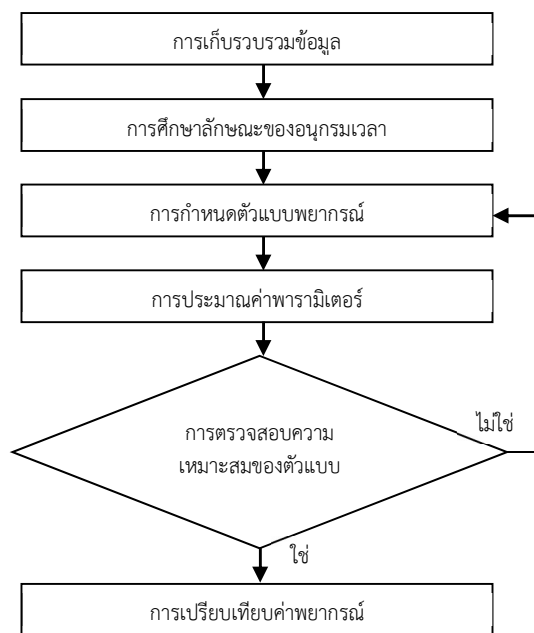 การเก็บรวบรวมข้อมูล
การศึกษาลักษณะของอนุกรมเวลา
การกำหนดตัวแบบพยากรณ์
การประมาณค่าพารามิเตอร์
การตรวจสอบความ
เหมาะสมของตัวแบบ
ไม่ใช่
ใช่
การเปรียบเทียบค่าพยากรณ์